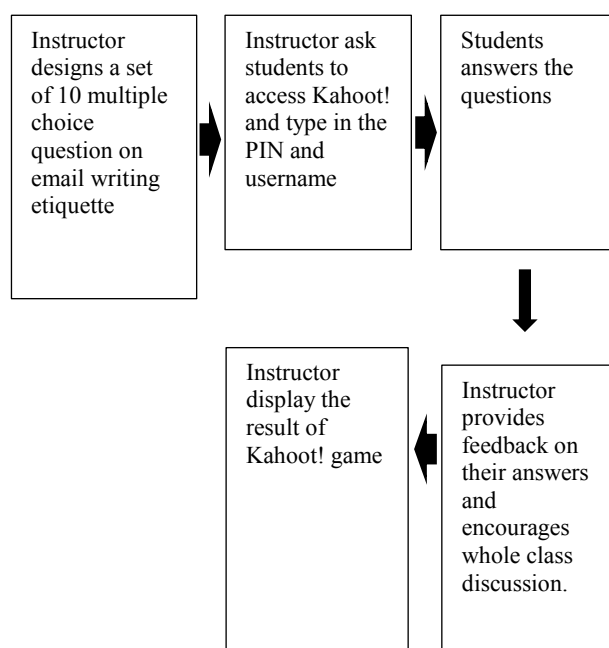 Instructor
designs a set
of 10 multiple
choice
question on
email writing
etiquette
Instructor ask
students to
access Kahoot!
and type in the
PIN and
username
Students
answers the
questions
Instructor
provides
feedback on
their answers
and
encourages
whole class
discussion.
Instructor
display the
result of
Kahoot! game